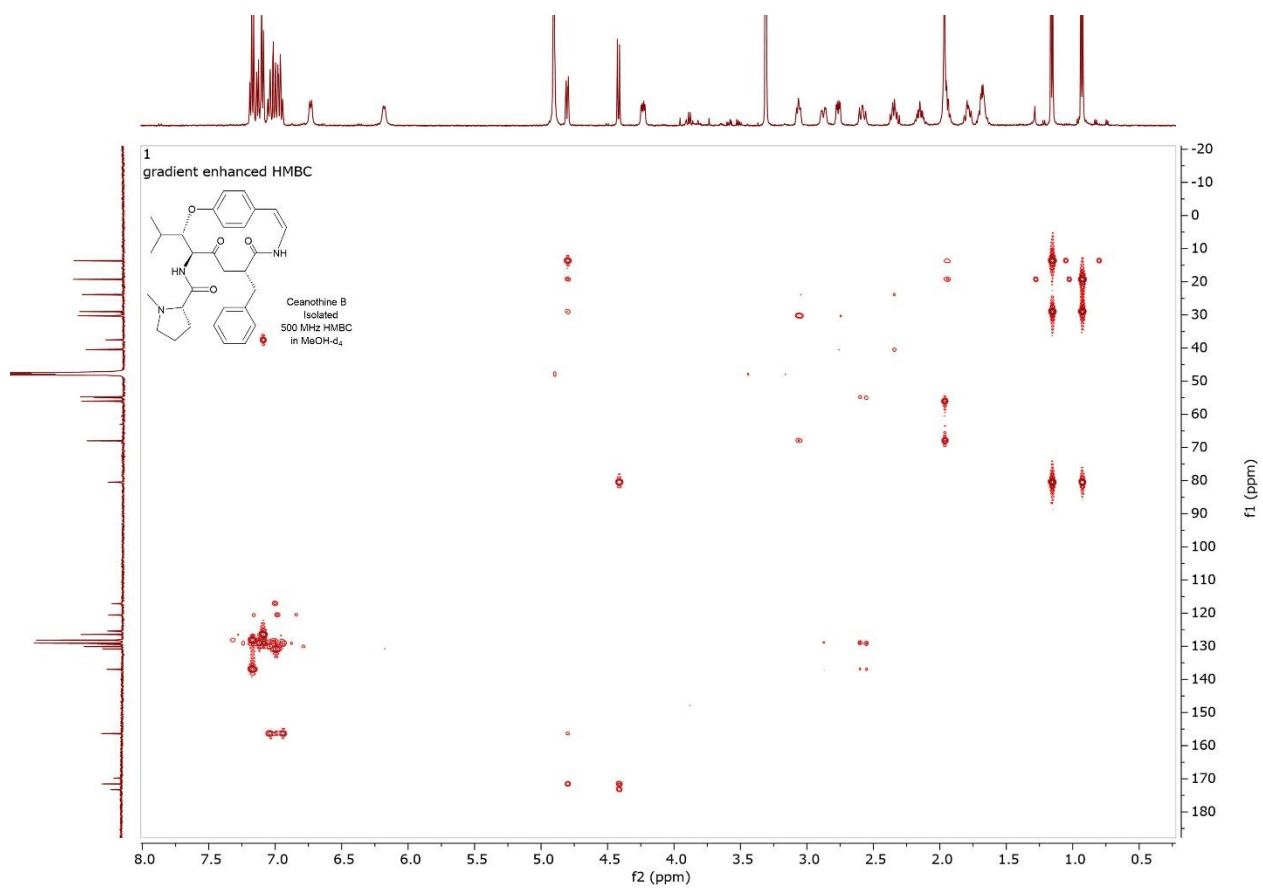 1
gradient enhanced HMBC
O
O
O
NH
HN
O
N
Ceanothine B
Isolated
500 MHz HMBC
in MeOH-d4
-20
-10
0
10
20
30
40
50
60
70
80
90
100
110
120
130
140
150
160
170
180
f1 (ppm)
8.0 7.5 7.0 6.5 6.0 5.5 5.0 4.5 4.0 3.5 3.0 2.5 2.0 1.5 1.0 0.5
f2 (ppm)